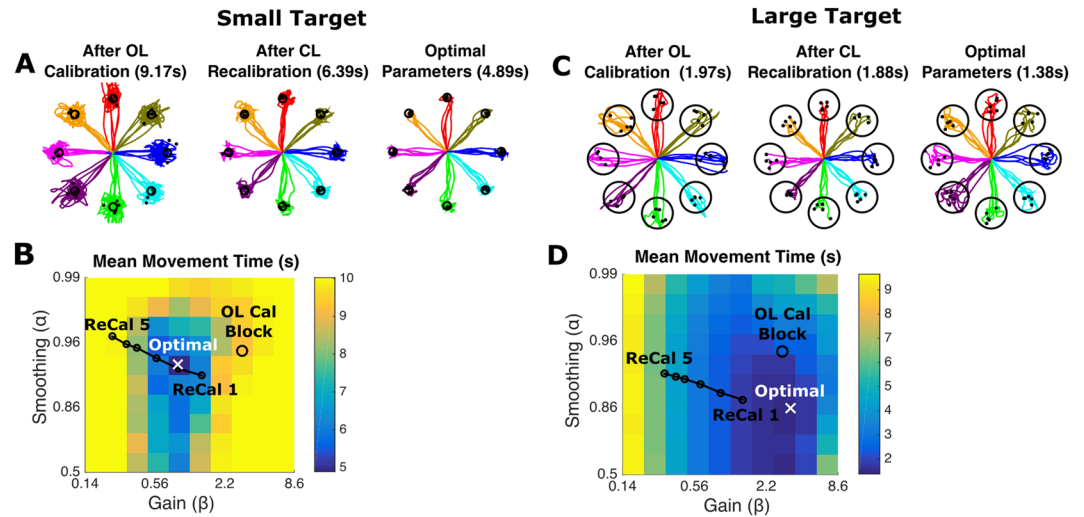 Small Target
Large Target
A
After OL
Calibration (9.17s)
After CL
Recalibration (6.39s)
Optimal
Parameters (4.89s)
C
After OL
Calibration (1.97s)
After CL
Recalibration (1.88s)
Optimal
Parameters (1.38s)
B
Mean Movement Time (s)
Smoothing (α)
0.99
0.96
0.86
0.5
0.14
0.56
2.2
8.6
Gain (β)
ReCal 5
Optimal
ReCal 1
OL Cal
Block
10
9
8
7
6
5
D
Mean Movement Time (s)
Smoothing (α)
0.99
0.96
0.86
0.5
0.14
0.56
2.2
8.6
Gain (β)
ReCal 5
ReCal 1
OL Cal
Block
Optimal
9
8
7
6
5
4
3
2